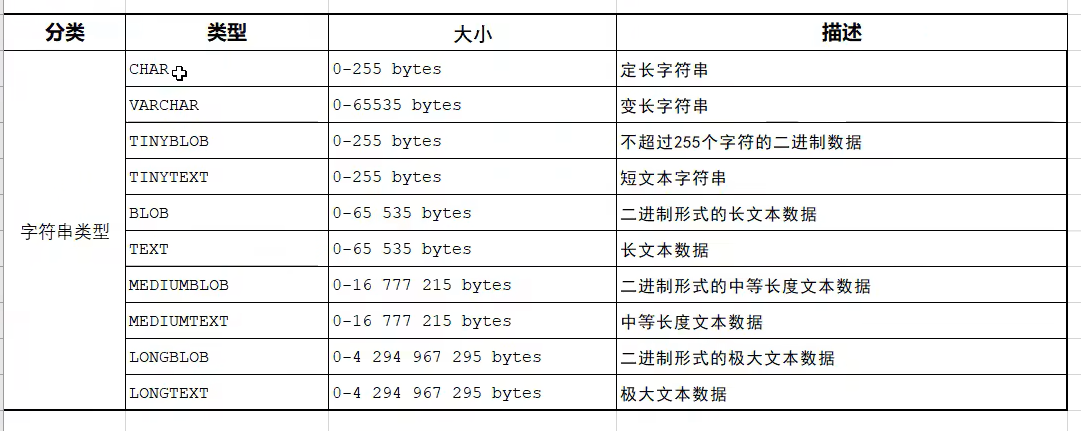 分类 类型 大小 描述
CHAR 0-255 bytes 定长字符串
VARCHAR 0-65535 bytes 变长字符串
TINYBLOB 0-255 bytes 不超过255个字符的二进制数据
TINYTEXT 0-255 bytes 短文本字符串
BLOB 0-65 535 bytes 二进制形式的长文本数据
字符串类型
TEXT 0-65 535 bytes 长文本数据
MEDIUMBLOB 0-16 777 215 bytes 二进制形式的中等长度文本数据
MEDIUMTEXT 0-16 777 215 bytes 中等长度文本数据
LONGBLOB 0-4 294 967 295 bytes 二进制形式的极大文本数据
LONGTEXT 0-4 294 967 295 bytes 极大文本数据